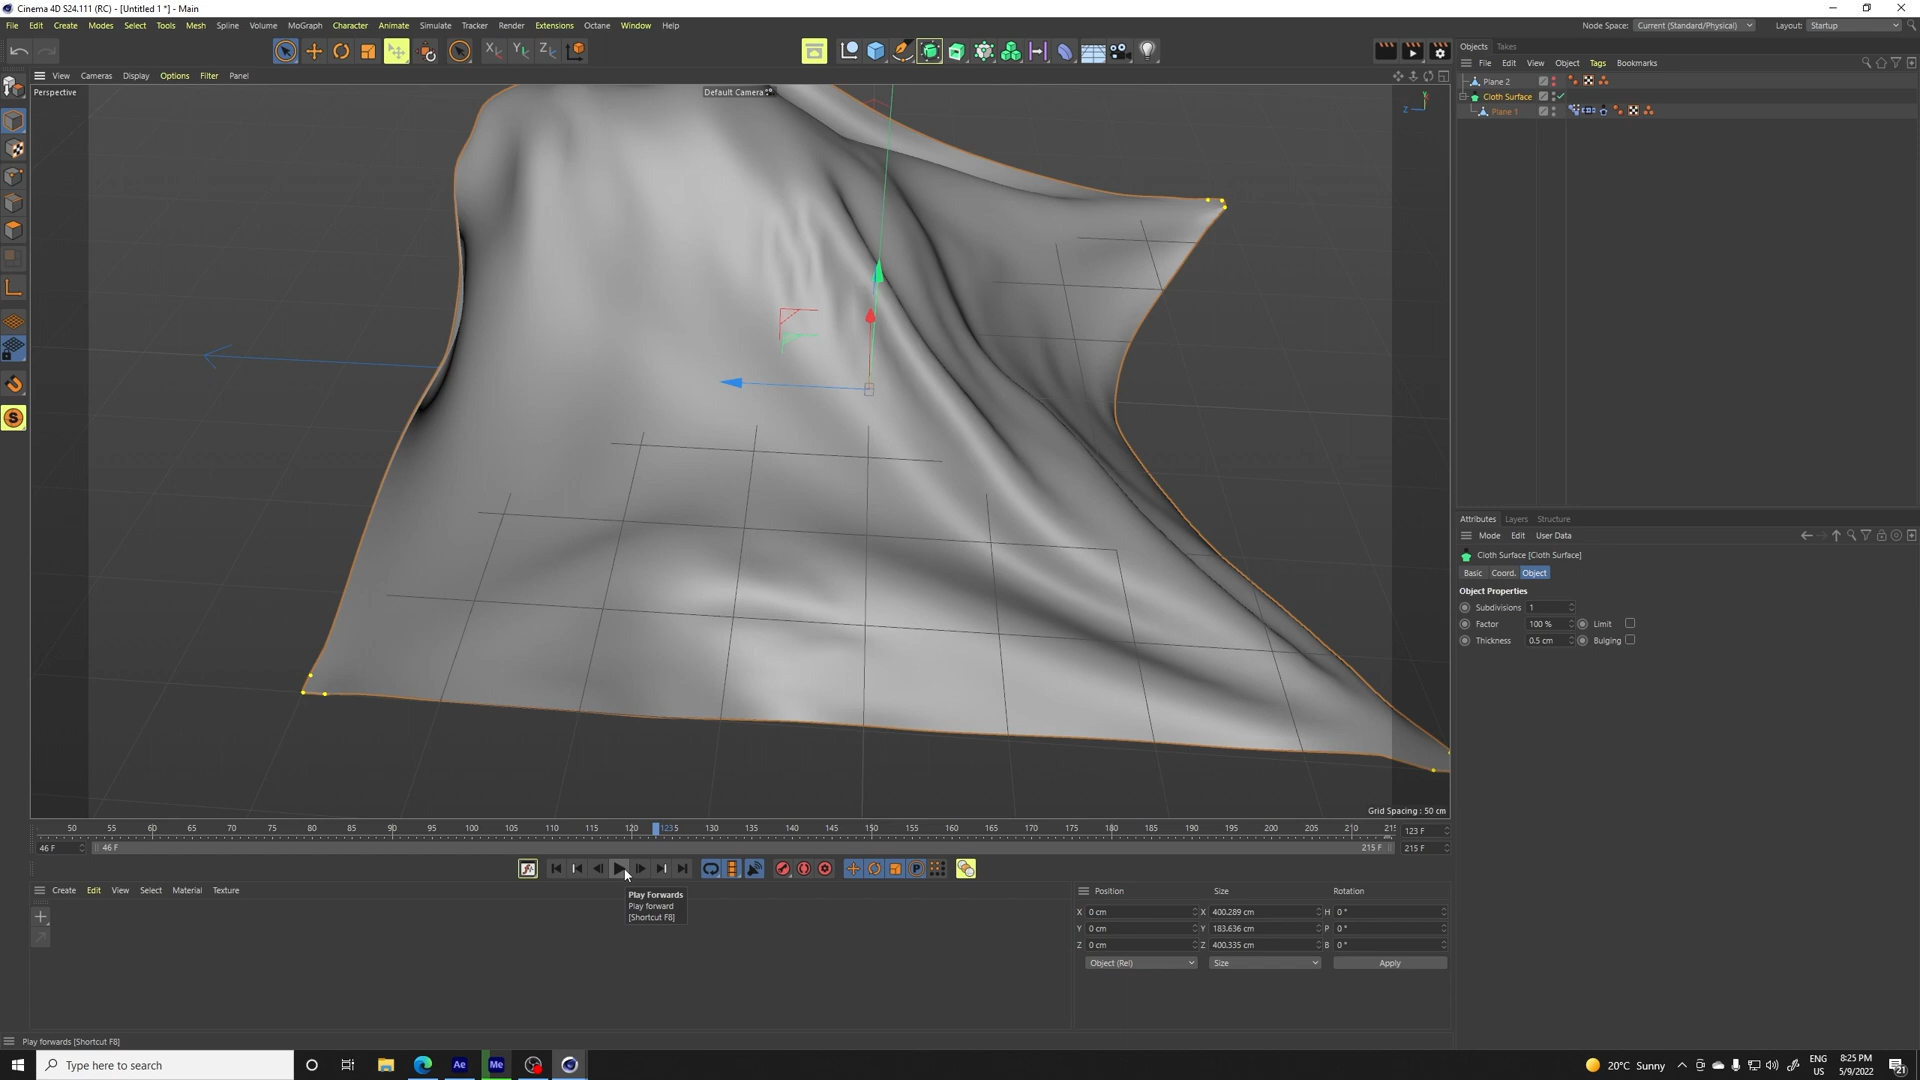 Cinema 4D S24.111 (RC) - [Untitled 1 *] - Main
File Edit Create Modes Select Tools Mesh Spline Volume MoGraph Character Animate Simulate Tracker Render Extensions Octane Window Help
Node Space: Current (Standard/Physical) Layout: Startup
View Cameras Display Options Filter Panel
Perspective
Default Camera
Y
Z
Grid Spacing : 50 cm
Objects Takes
File Edit View Object Tags Bookmarks
Plane 2
Cloth Surface
Plane 1
Attributes Layers Structure
Mode Edit User Data
Cloth Surface [Cloth Surface]
Basic Coord. Object
Object Properties
Subdivisions 1
Factor 100 % Limit
Thickness 0.5 cm Bulging
50 55 60 65 70 75 80 85 90 95 100 105 110 115 120 1235 130 135 140 145 150 155 160 165 170 175 180 185 190 195 200 205 210 215 123 F
46 F 46 F 215 F 215 F
Play Forwards
Play forward
[Shortcut F8]
Create Edit View Select Material Texture
Position Size Rotation
X 0 cm X 400.289 cm H 0 °
Y 0 cm Y 183.636 cm P 0 °
Z 0 cm Z 400.335 cm B 0 °
Object (Rel) Size Apply
Play forwards [Shortcut F8]
Type here to search
Ae
Me
20°C Sunny
ENG
US
8:25 PM
5/9/2022
21